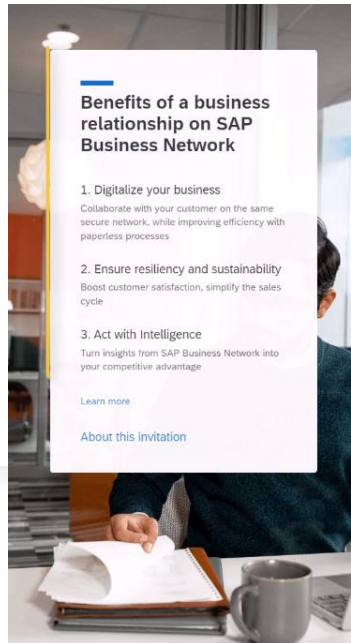 Benefits of a business
relationship on SAP
Business Network
1. Digitalize your business
Collaborate with your customer on the same
secure network, while improving efficiency with
paperless processes
2. Ensure resiliency and sustainability
Boost customer satisfaction, simplify the sales
cycle
3. Act with Intelligence
Turn insights from SAP Business Network into
your competitive advantage
Learn more
About this invitation